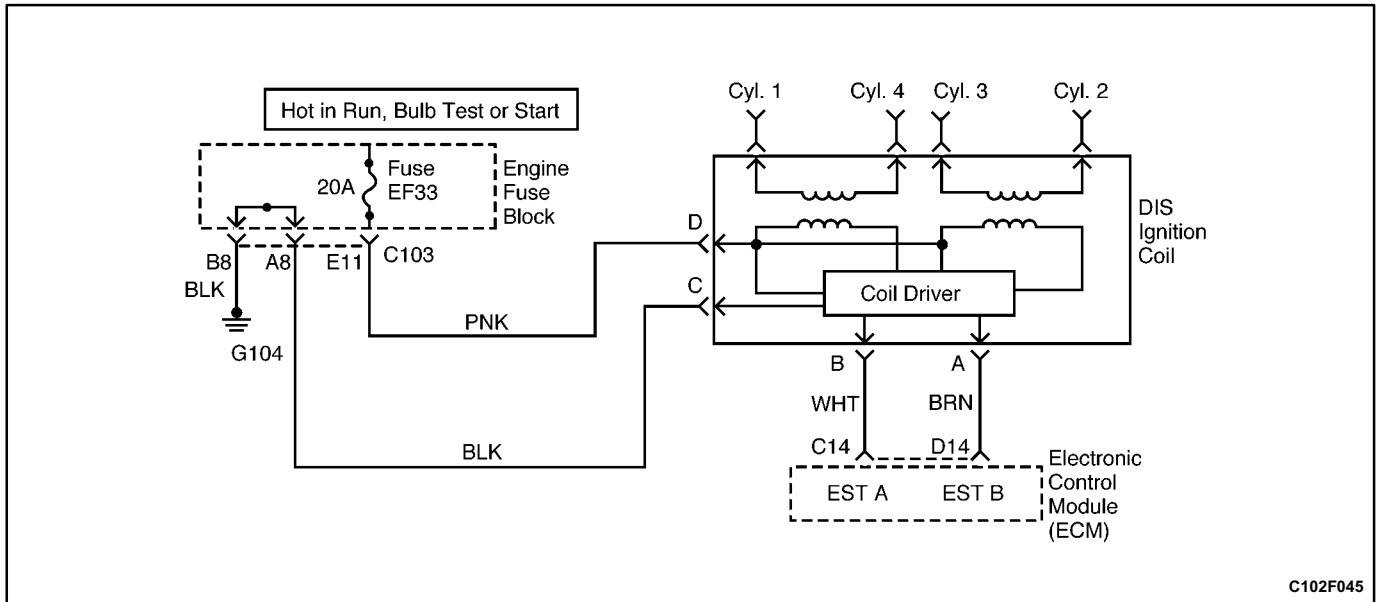 Hot in Run, Bulb Test or Start
Cyl. 1
Cyl. 4
Cyl. 3
Cyl. 2
20A
Fuse
EF33
Engine
Fuse
Block
B8
A8
E11
C103
BLK
G104
PNK
BLK
D
C
Coil Driver
DIS
Ignition
Coil
B
A
WHT
BRN
C14
D14
EST A
EST B
Electronic
Control
Module
(ECM)
C102F045